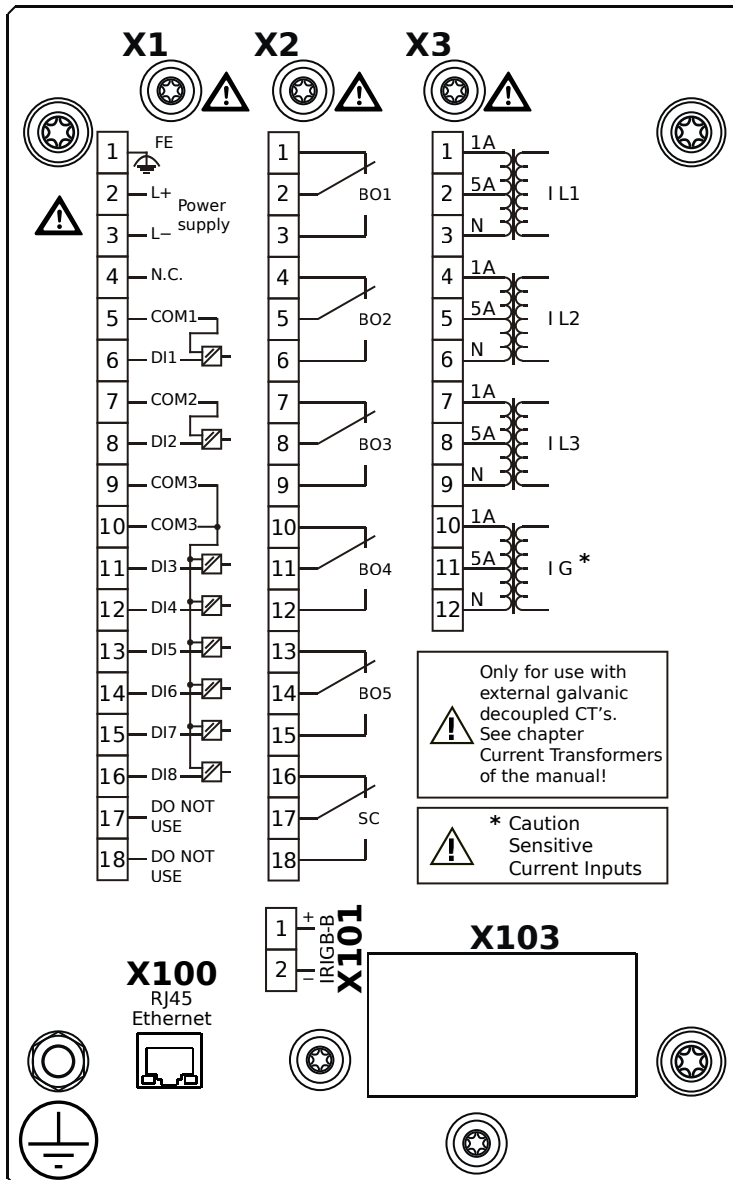 X1
X2
X3
1 FE
2 L+
Power
supply
3 L−
4 N.C.
5 COM1
6 DI1
7 COM2
8 DI2
9 COM3
10 COM3
11 DI3
12 DI4
13 DI5
14 DI6
15 DI7
16 DI8
17 DO NOT
USE
18 DO NOT
USE
1
2 BO1
3
4
5 BO2
6
7
8 BO3
9
10
11 BO4
12
13
14 BO5
15
16
17 SC
18
1 1A
2 5A I L1
3 N
4 1A
5 5A I L2
6 N
7 1A
8 5A I L3
9 N
10 1A
11 5A I G *
12 N
Only for use with
external galvanic
decoupled CT's.
See chapter
Current Transformers
of the manual!
* Caution
Sensitive
Current Inputs
1 +
2 −
IRIGB-B
X101
X103
X100
RJ45
Ethernet